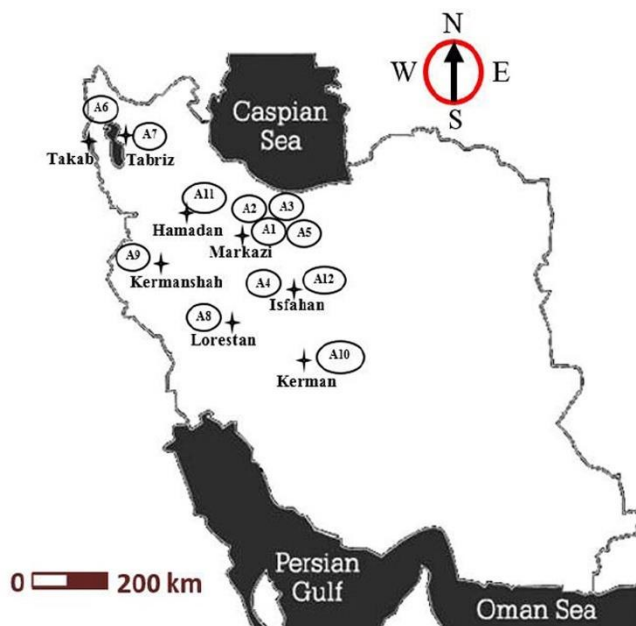 N
W
E
S
Caspian
Sea
A6
A7
Takab
Tabriz
A11
A2
A3
Hamadan
A1
A5
Markazi
A9
Kermanshah
A4
A12
Isfahan
A8
Lorestan
A10
Kerman
Persian
Gulf
0
200 km
Oman Sea